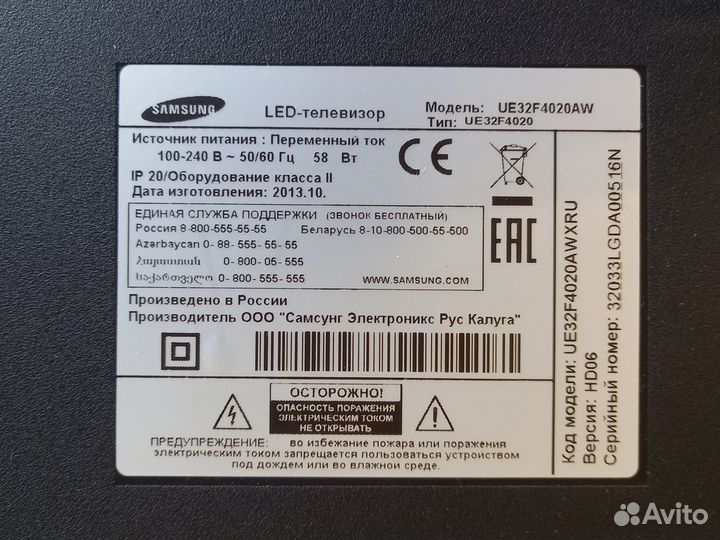 SAMSUNG LED-телевизор Модель: UE32F4020AW
Тип: UE32F4020
Источник питания : Переменный ток
100-240 В ~ 50/60 Гц 58 Вт
IP 20/Оборудование класса II
Дата изготовления: 2013.10.
CE
EAC
ЕДИНАЯ СЛУЖБА ПОДДЕРЖКИ (ЗВОНОК БЕСПЛАТНЫЙ)
Россия 8-800-555-55-55 Беларусь 8-10-800-500-55-500
Azərbaycan 0- 88- 555- 55- 55
Հայաստան 0- 800- 05- 555
საქართველო 0- 800- 555- 555 WWW.SAMSUNG.COM
Произведено в России
Производитель ООО "Самсунг Электроникс Рус Калуга"
ОСТОРОЖНО!
ОПАСНОСТЬ ПОРАЖЕНИЯ
ЭЛЕКТРИЧЕСКИМ ТОКОМ
НЕ ОТКРЫВАТЬ
ПРЕДУПРЕЖДЕНИЕ: во избежание пожара или поражения
электрическим током запрещается пользоваться устройством
под дождем или во влажной среде.
Код модели: UE32F4020AWXRU
Версия: HD06
Серийный номер: 32033LGDA00516N
Avito